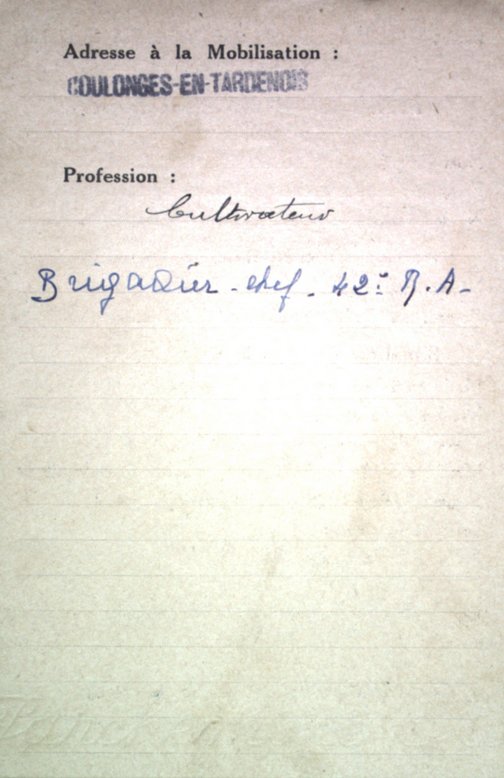 Adresse à la Mobilisation :
COULONGES-EN-TARDENOIS
Profession :
Cultivateur
Brigadier-chef - 42e R.A-